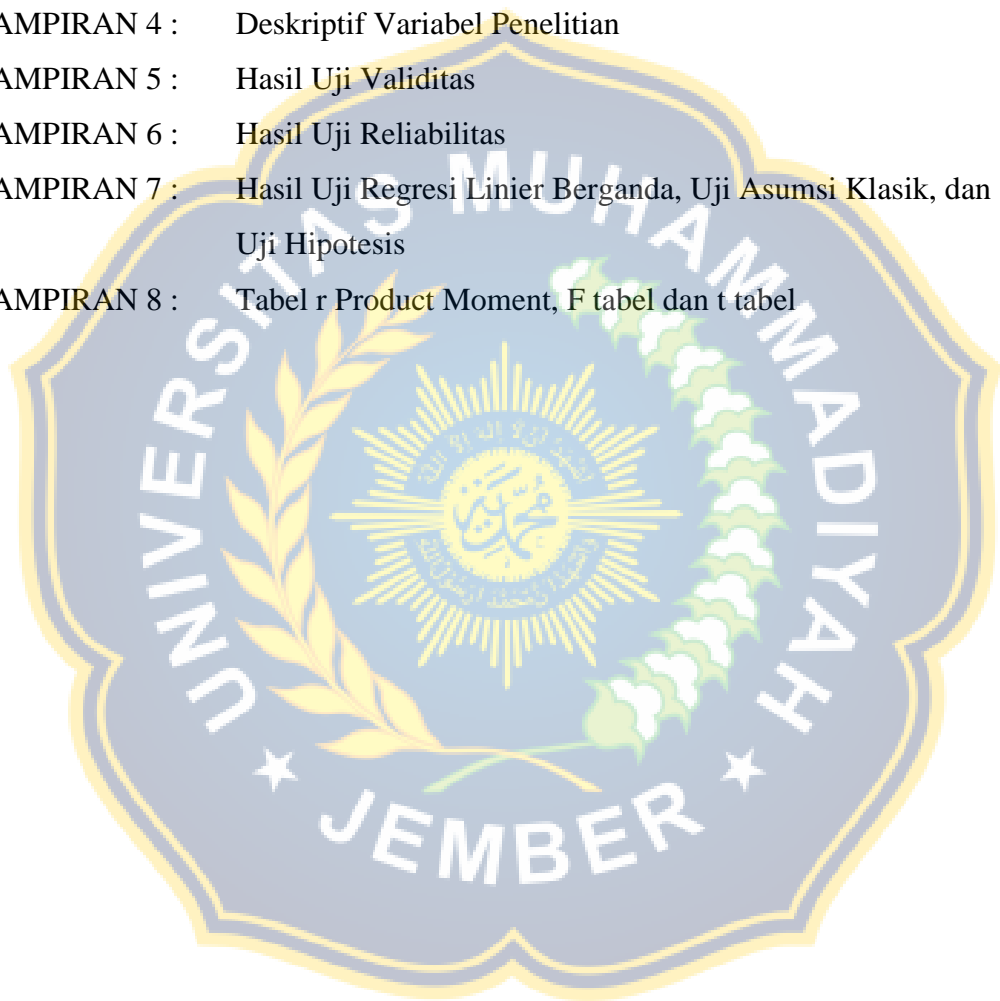 AMPIRAN 4 : Deskriptif Variabel Penelitian
AMPIRAN 5 : Hasil Uji Validitas
AMPIRAN 6 : Hasil Uji Reliabilitas
AMPIRAN 7 : Hasil Uji Regresi Linier Berganda, Uji Asumsi Klasik, dan
Uji Hipotesis
AMPIRAN 8 : Tabel r Product Moment, F tabel dan t tabel
UNIVERSITAS MUHAMMADIYAH
JEMBER